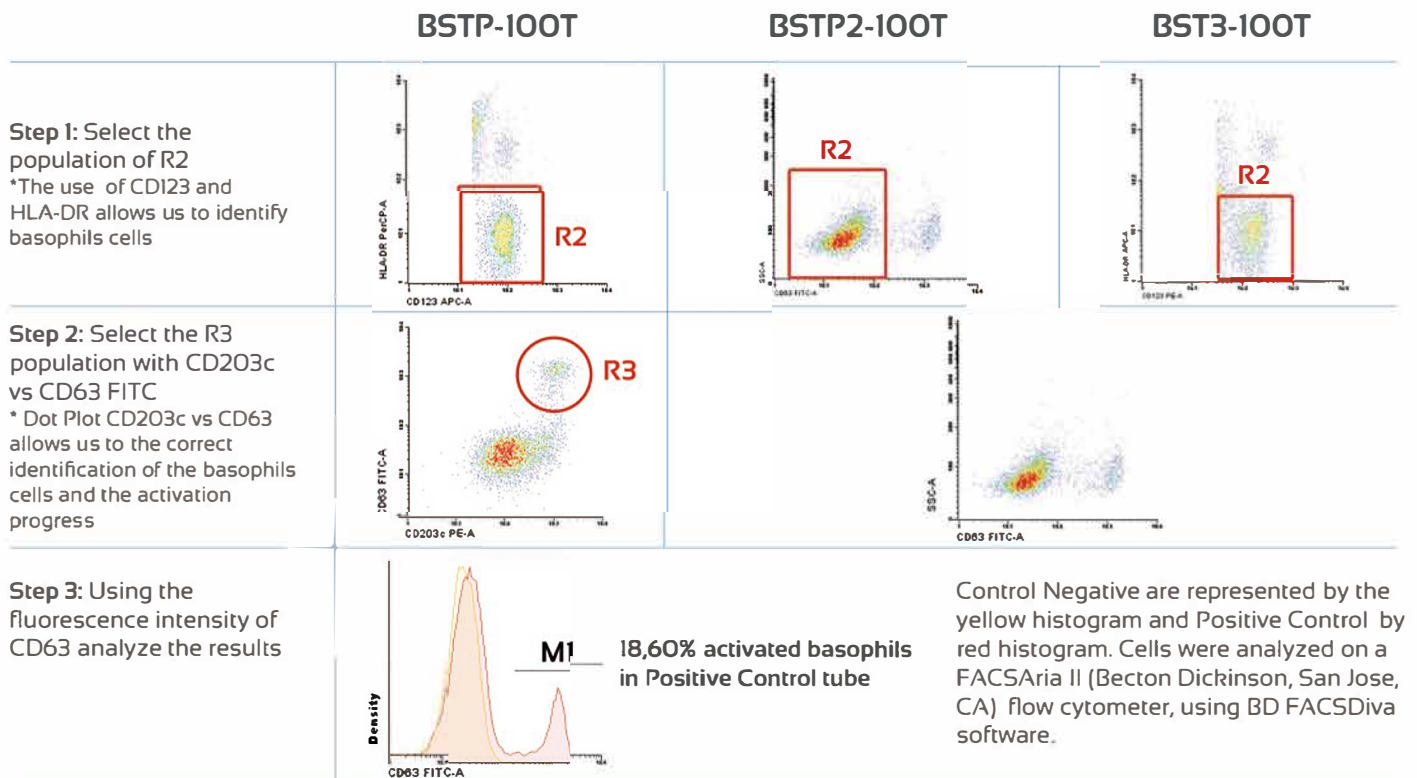 BSTP-100T
BSTP2-100T
BST3-100T
Step 1: Select the
population of R2
*The use of CD123 and
HLA-DR allows us to identify
basophils cells
HLA-DR PerCP-A
R2
CD123 APC-A
SSC-A
R2
CD63 FITC-A
HLA-DR APC-A
R2
CD123 PE-A
Step 2: Select the R3
population with CD203c
vs CD63 FITC
* Dot Plot CD203c vs CD63
allows us to the correct
identification of the basophils
cells and the activation
progress
CD63 FITC-A
R3
CD203c PE-A
SSC-A
CD63 FITC-A
Step 3: Using the
fluorescence intensity of
CD63 analyze the results
Density
M1
CD63 FITC-A
18,60% activated basophils
in Positive Control tube
Control Negative are represented by the
yellow histogram and Positive Control by
red histogram. Cells were analyzed on a
FACSAria II (Becton Dickinson, San Jose,
CA) flow cytometer, using BD FACSDiva
software.